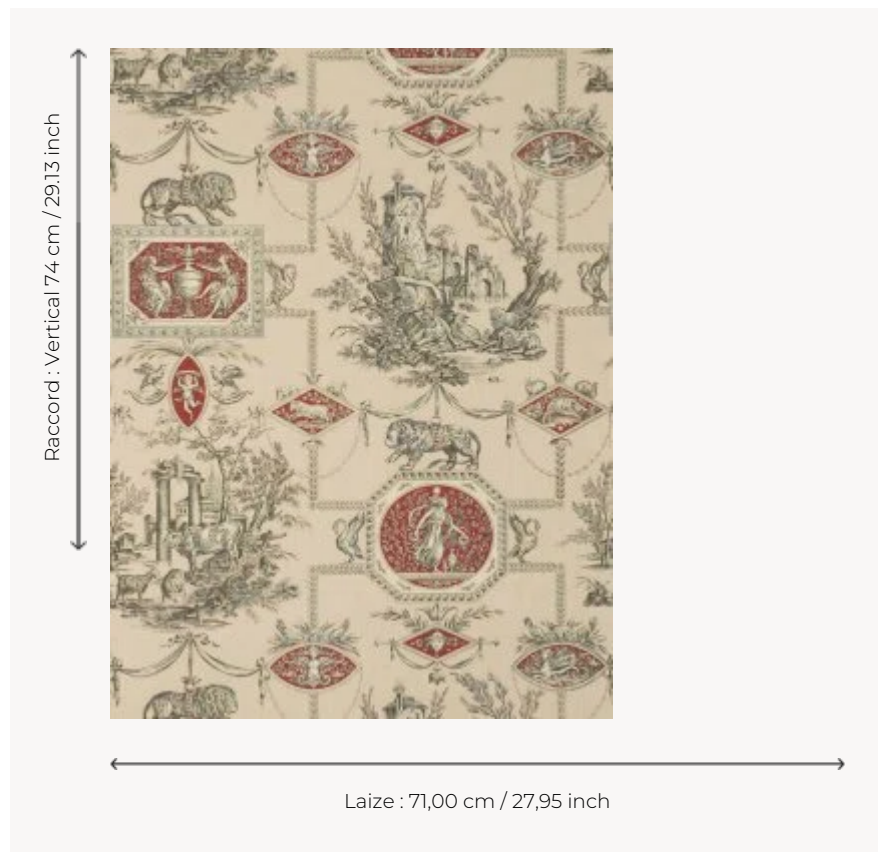 Raccord : Vertical 74 cm / 29.13 inch
Laize : 71,00 cm / 27,95 inch